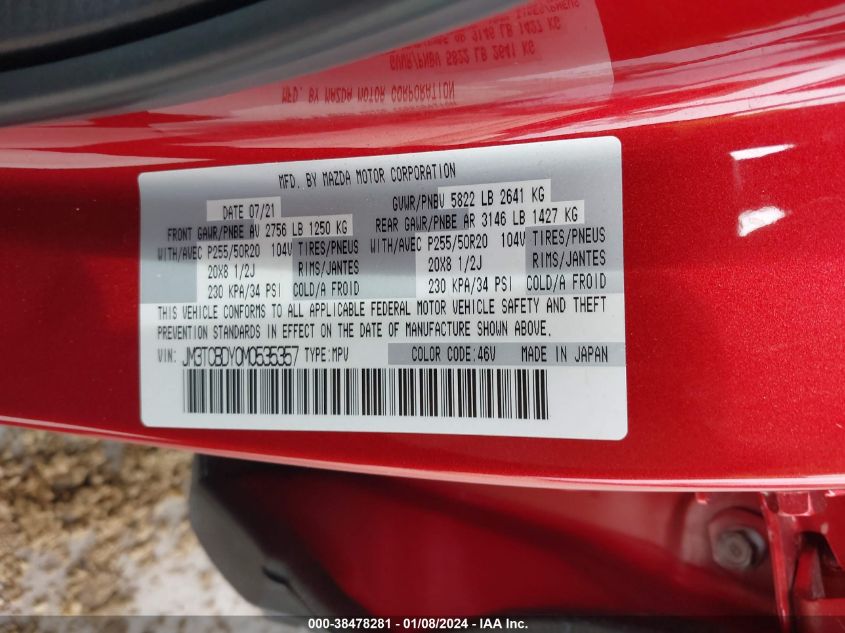 MFD. BY MAZDA MOTOR CORPORATION
DATE 07/21 GVWR/PNBV 5822 LB 2641 KG
FRONT GAWR/PNBE AV 2756 LB 1250 KG REAR GAWR/PNBE AR 3146 LB 1427 KG
WITH/AVEC P255/50R20 104V TIRES/PNEUS WITH/AVEC P255/50R20 104V TIRES/PNEUS
20X8 1/2J RIMS/JANTES 20X8 1/2J RIMS/JANTES
230 KPA/34 PSI COLD/A FROID 230 KPA/34 PSI COLD/A FROID
THIS VEHICLE CONFORMS TO ALL APPLICABLE FEDERAL MOTOR VEHICLE SAFETY AND THEFT
PREVENTION STANDARDS IN EFFECT ON THE DATE OF MANUFACTURE SHOWN ABOVE.
VIN: JM3TCBDY0M0535357 TYPE:MPV COLOR CODE:46V MADE IN JAPAN
000-38478281 - 01/08/2024 - IAA Inc.